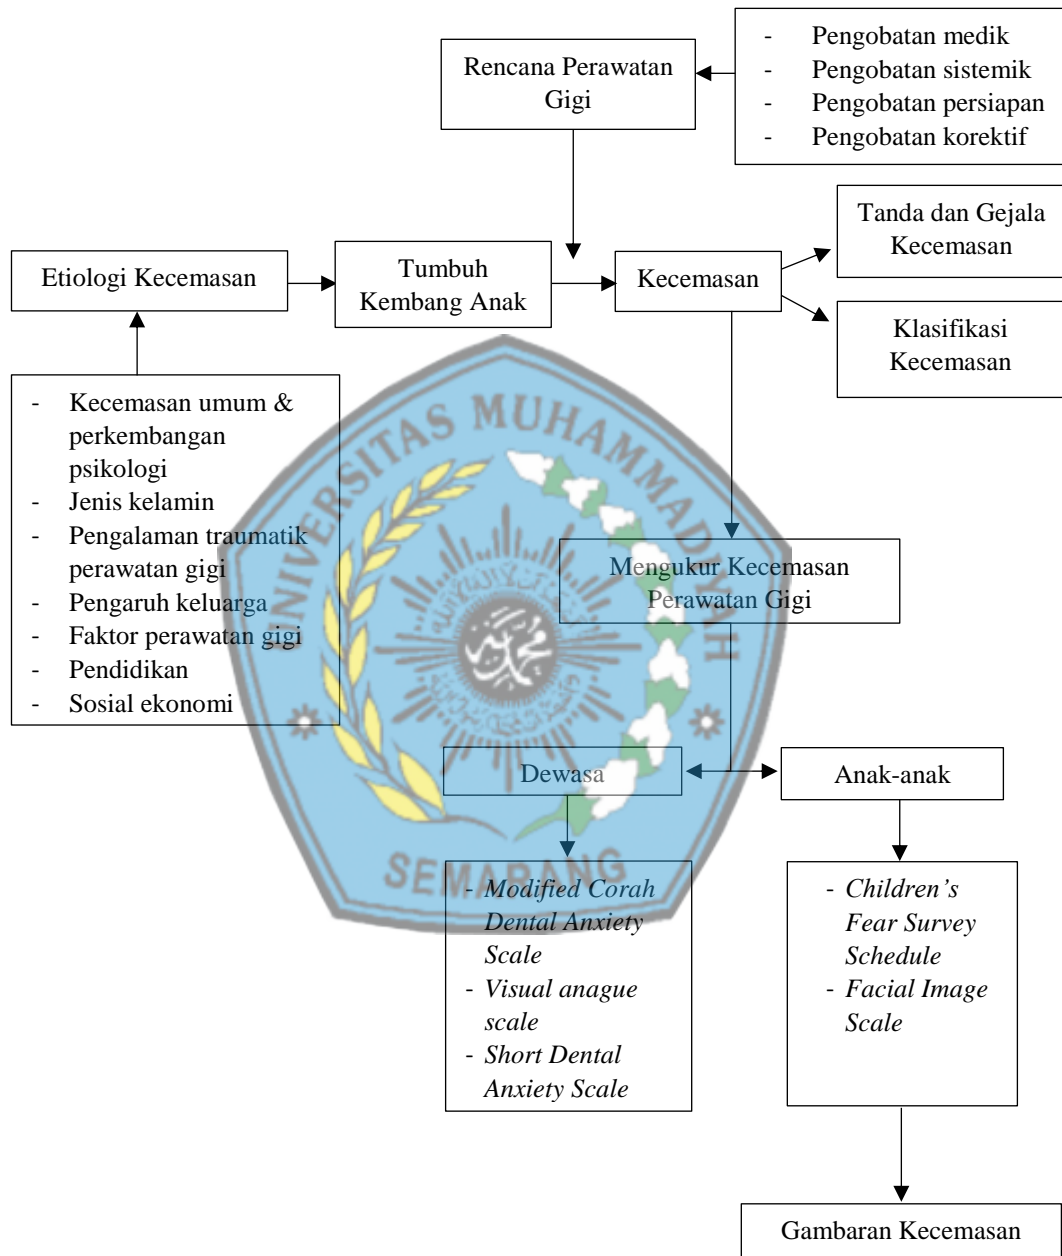 Rencana Perawatan
Gigi
- Pengobatan medik
- Pengobatan sistemik
- Pengobatan persiapan
- Pengobatan korektif
Etiologi Kecemasan
Tumbuh
Kembang Anak
Kecemasan
Tanda dan Gejala
Kecemasan
Klasifikasi
Kecemasan
- Kecemasan umum &
perkembangan
psikologi
- Jenis kelamin
- Pengalaman traumatik
perawatan gigi
- Pengaruh keluarga
- Faktor perawatan gigi
- Pendidikan
- Sosial ekonomi
UNIVERSITAS MUHAMMADIYAH
SEMARANG
Mengukur Kecemasan
Perawatan Gigi
Dewasa
Anak-anak
- Modified Corah
Dental Anxiety
Scale
- Visual anague
scale
- Short Dental
Anxiety Scale
- Children’s
Fear Survey
Schedule
- Facial Image
Scale
Gambaran Kecemasan